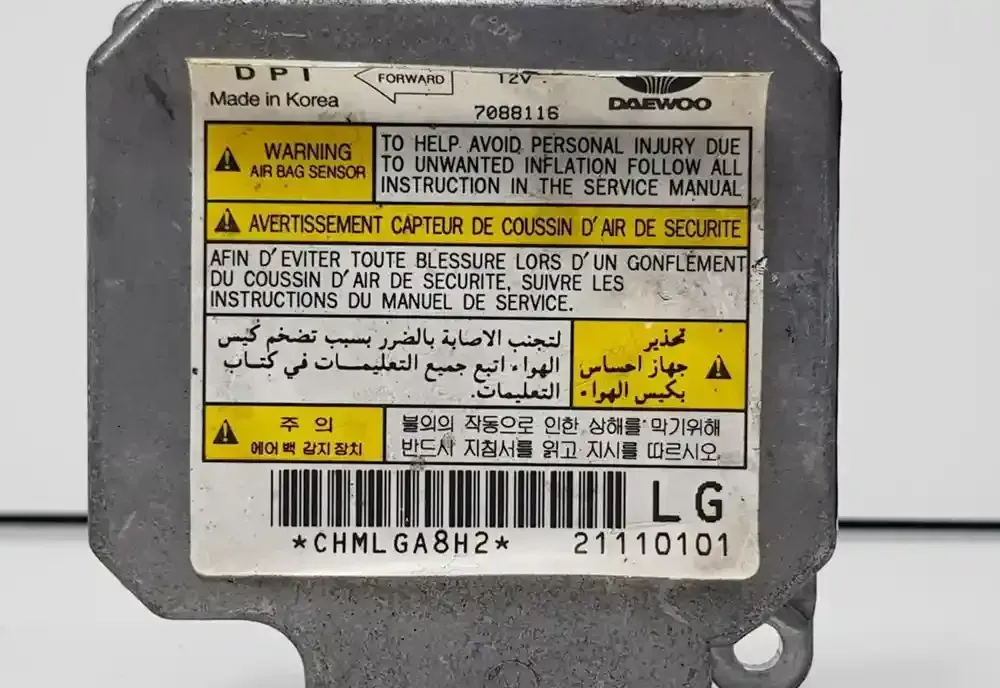 DPI
FORWARD
12V
Made in Korea
7088116
DAEWOO
WARNING
AIR BAG SENSOR
TO HELP AVOID PERSONAL INJURY DUE
TO UNWANTED INFLATION FOLLOW ALL
INSTRUCTION IN THE SERVICE MANUAL
AVERTISSEMENT CAPTEUR DE COUSSIN D'AIR DE SECURITE
AFIN D'EVITER TOUTE BLESSURE LORS D'UN GONFLEMENT
DU COUSSIN D'AIR DE SECURITE, SUIVRE LES
INSTRUCTIONS DU MANUEL DE SERVICE.
تحذير
جهاز احساس
بكيس الهواء
لتجنب الاصابة بالضرر بسبب تضخم كيس
الهواء اتبع جميع التعليمات في كتاب
التعليمات.
주 의
에어 백 감지 장치
불의의 작동으로 인한 상해를 막기위해
반드시 지침서를 읽고 지시를 따르시오.
LG
*CHMLGA8H2*
21110101